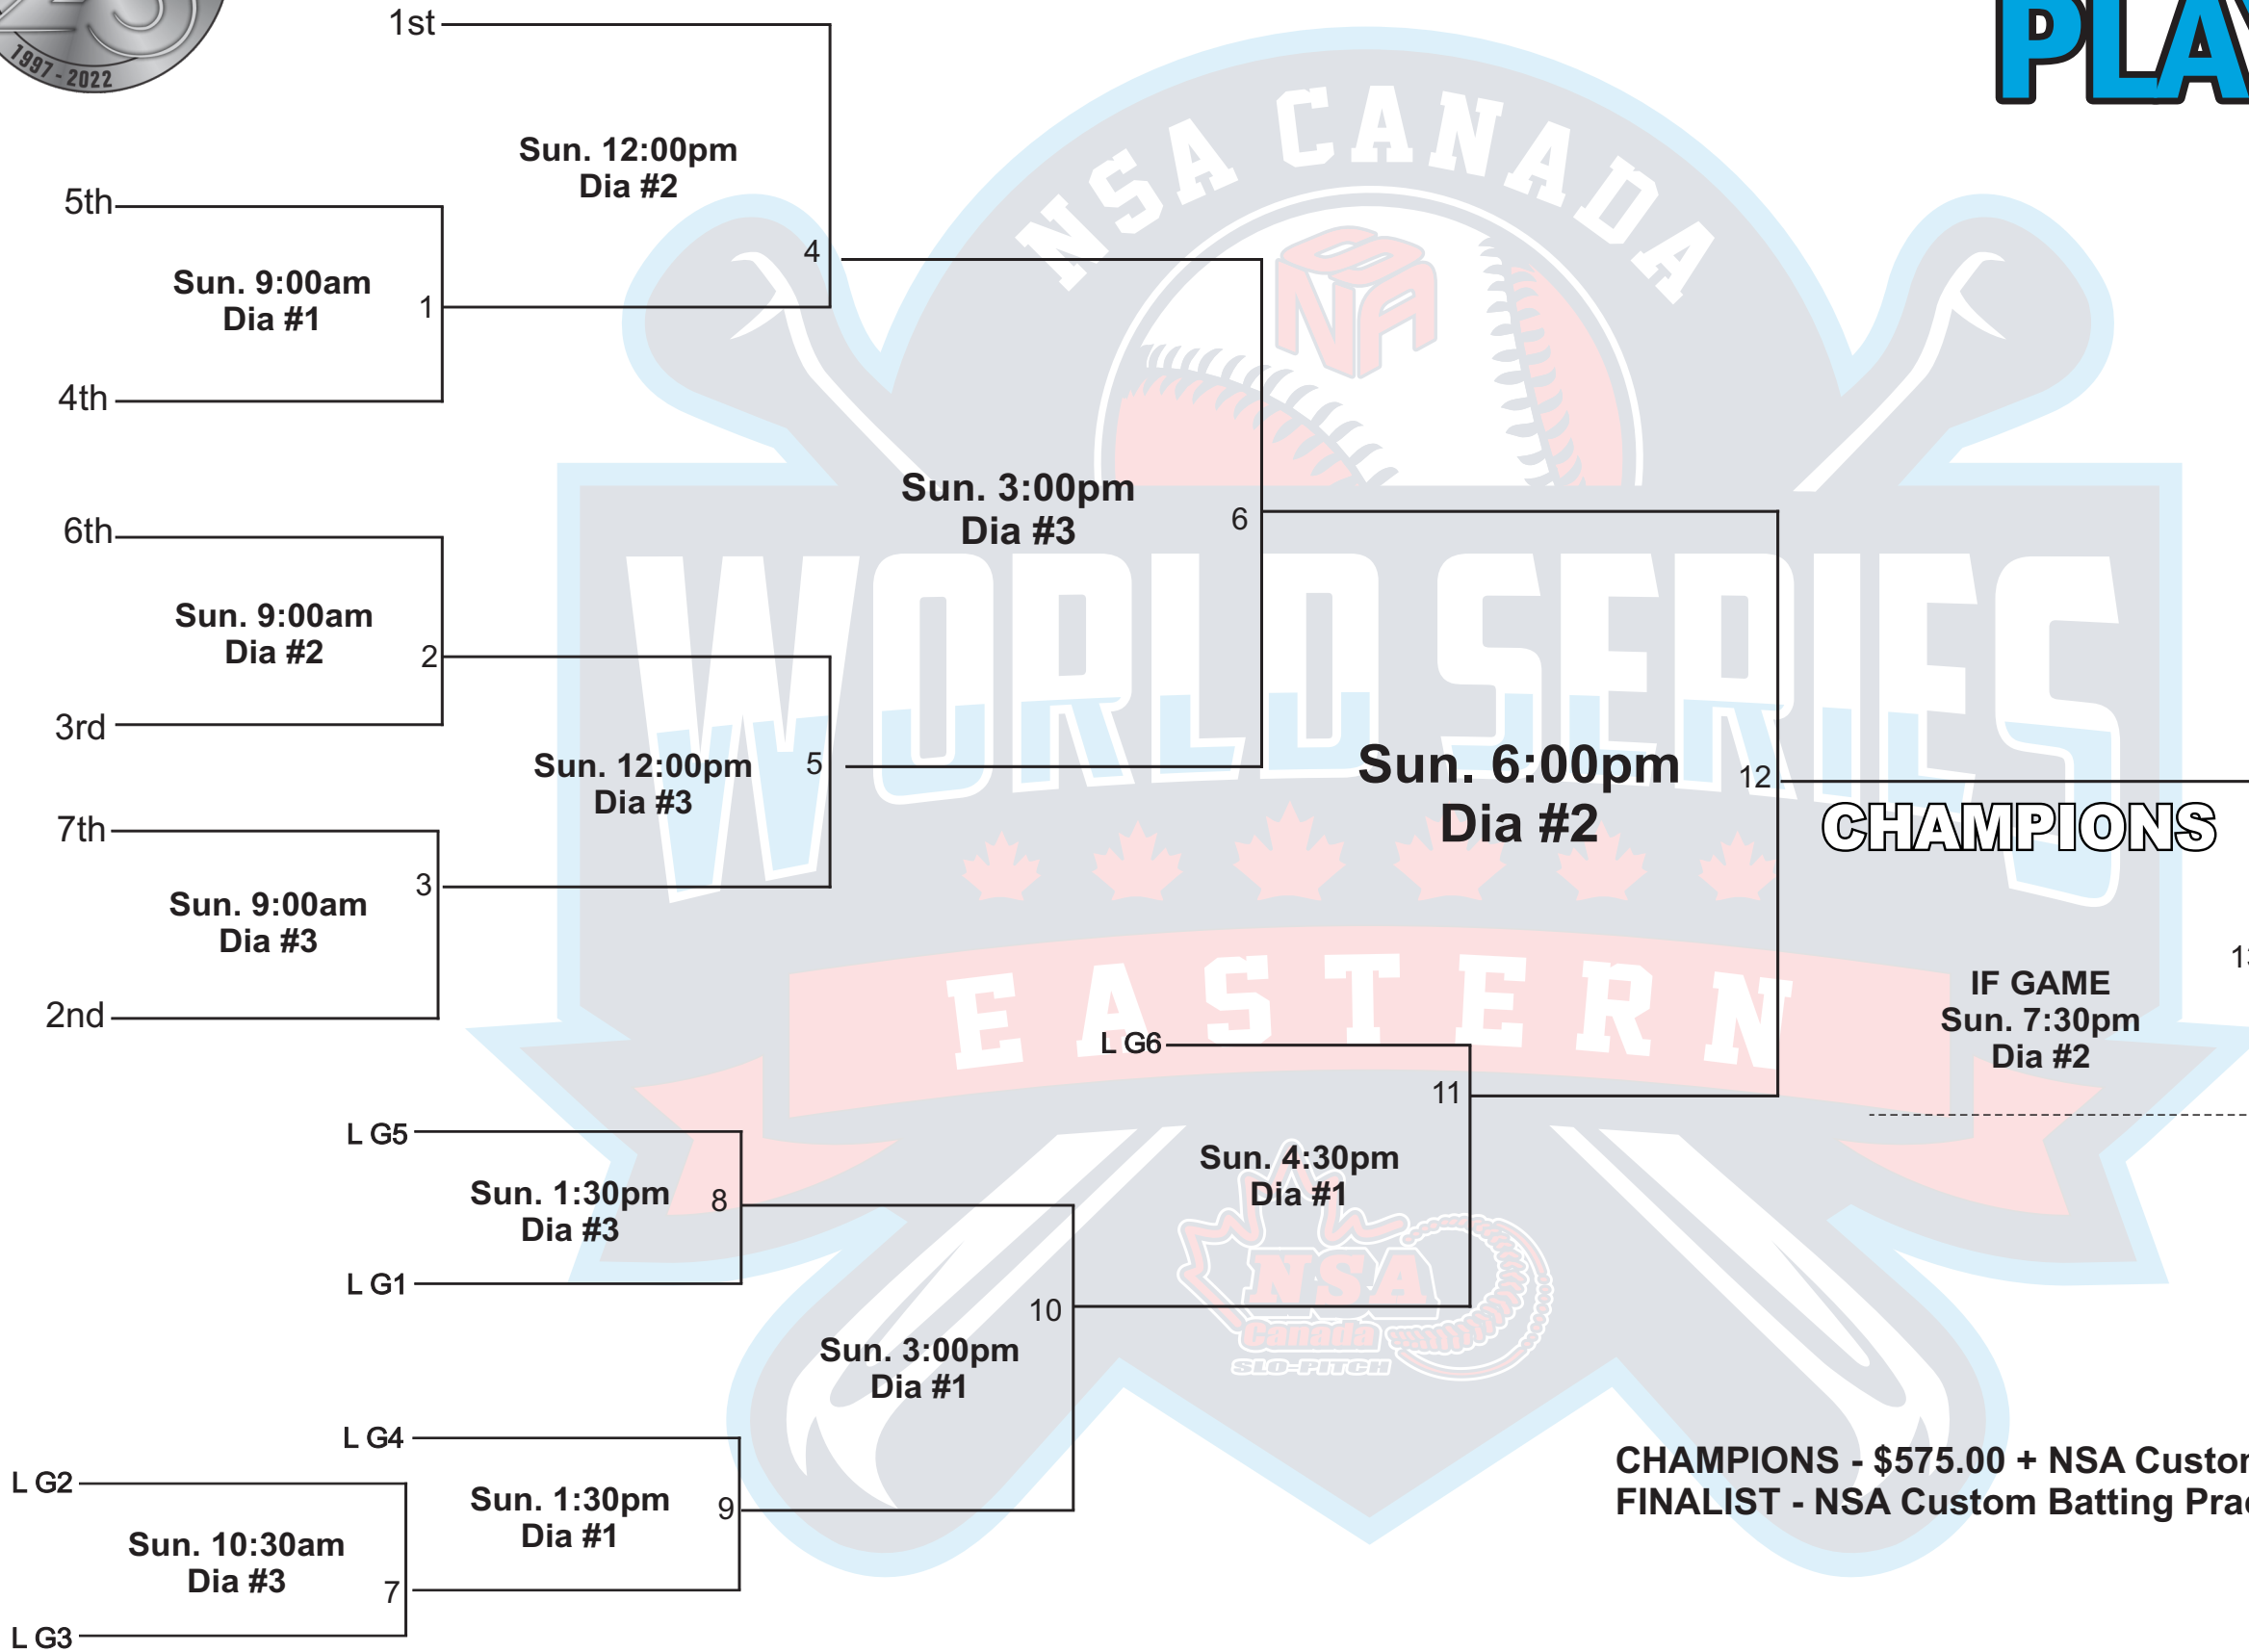 1997 - 2022
1st
PLAY
Sun. 12:00pm
Dia #2
NSA CANADA
NSA
5th
Sun. 9:00am
Dia #1
1
4
4th
6th
Sun. 9:00am
Dia #2
2
3rd
Sun. 3:00pm
Dia #3
6
WORLD SERIES
Sun. 12:00pm
Dia #3
5
7th
Sun. 9:00am
Dia #3
3
2nd
Sun. 6:00pm
Dia #2
12
CHAMPIONS
EASTERN
IF GAME
Sun. 7:30pm
Dia #2
L G6
11
Sun. 4:30pm
Dia #1
L G5
Sun. 1:30pm
Dia #3
8
L G1
NSA
Canada
SLO-PITCH
10
Sun. 3:00pm
Dia #1
L G4
Sun. 1:30pm
Dia #1
9
L G2
Sun. 10:30am
Dia #3
7
L G3
CHAMPIONS - $575.00 + NSA
FINALIST - NSA Custom Batting